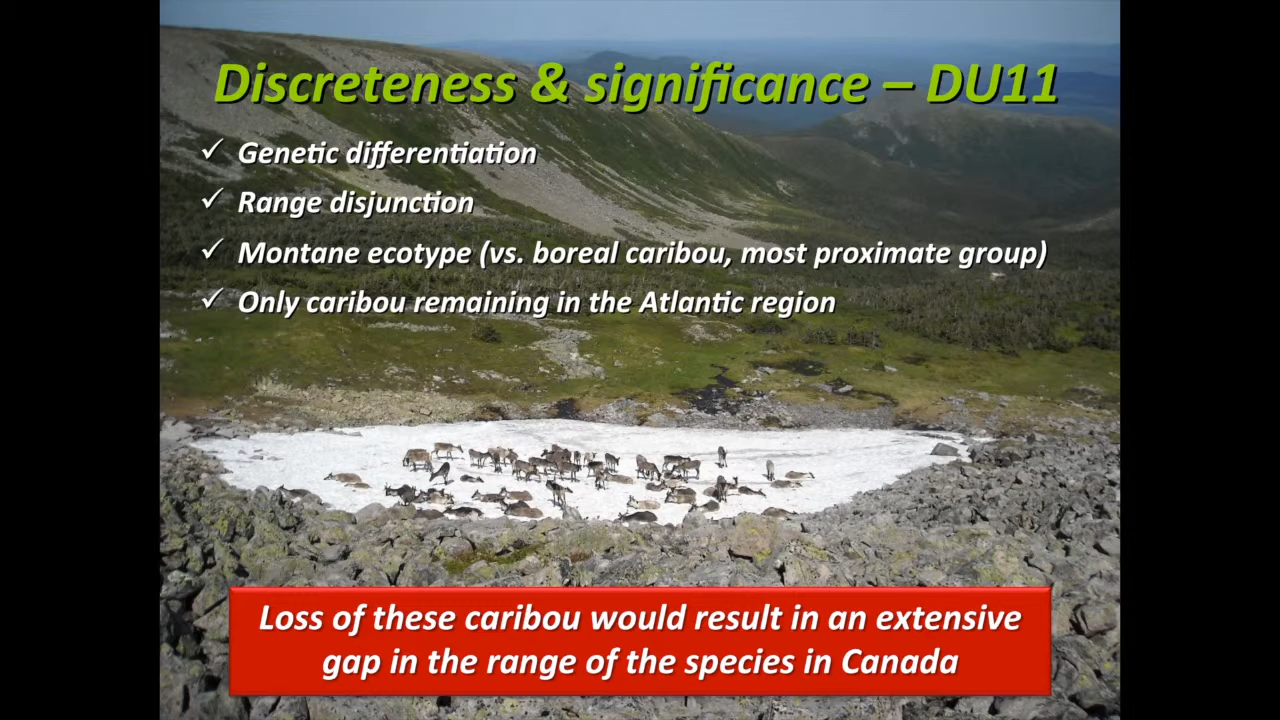 Discreteness & significance – DU11
✓ Genetic differentiation
✓ Range disjunction
✓ Montane ecotype (vs. boreal caribou, most proximate group)
✓ Only caribou remaining in the Atlantic region
Loss of these caribou would result in an extensive
gap in the range of the species in Canada